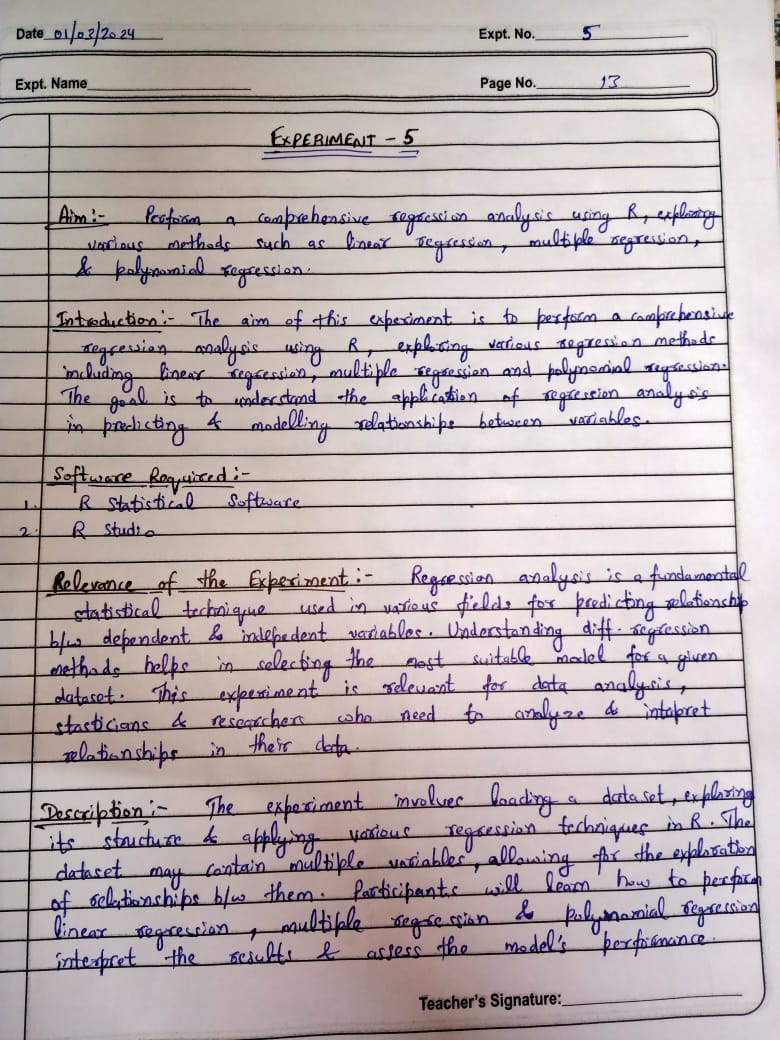 Date 01/03/2024 Expt. No. 5
Expt. Name Page No. 13
EXPERIMENT - 5
Aim :- Perform a comprehensive regression analysis using R, exploring
various methods such as linear regression, multiple regression,
& polynomial regression.
Introduction :- The aim of this experiment is to perform a comprehensive
regression analysis using R, exploring various regression methods
including linear regression, multiple regression and polynomial regression.
The goal is to understand the application of regression analysis
in predicting & modelling relationships between variables.
Software Required :-
1. R Statistical Software
2. R Studio
Relevance of the Experiment :- Regression analysis is a fundamental
statistical technique used in various fields for predicting relationship
b/w dependent & indepedent variables. Understanding diff. regression
methods helps in selecting the most suitable model for a given
dataset. This experiment is relevant for data analysis,
stasticians & researchers who need to analyze & intapret
relationships in their data.
Description :- The experiment involves loading a dataset, exploring
its structure & applying various regression techniques in R. The
dataset may contain multiple variables, allowing for the exploration
of relationships b/w them. Participants will learn how to perform
linear regression, multiple regression & polynomial regression
interpret the results & assess the model's perfomance.
Teacher's Signature: